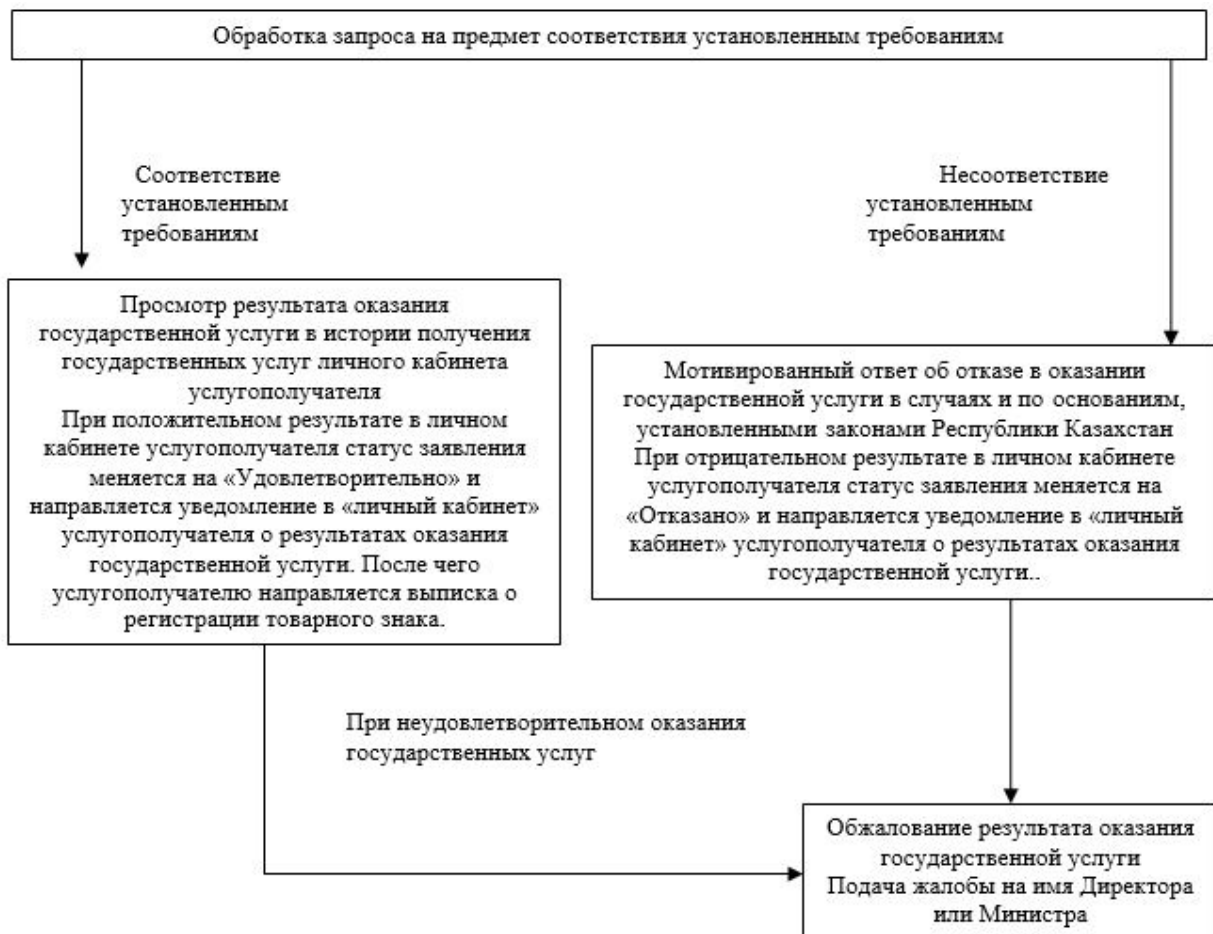 Обработка запроса на предмет соответствия установленным требованиям
Соответствие
установленным
требованиям
Несоответствие
установленным
требованиям
Просмотр результата оказания
государственной услуги в истории получения
государственных услуг личного кабинета
услугополучателя
При положительном результате в личном
кабинете услугополучателя статус заявления
меняется на «Удовлетворительно» и
направляется уведомление в «личный кабинет»
услугополучателя о результатах оказания
государственной услуги. После чего
услугополучателю направляется выписка о
регистрации товарного знака.
Мотивированный ответ об отказе в оказании
государственной услуги в случаях и по основаниям,
установленными законами Республики Казахстан
При отрицательном результате в личном кабинете
услугополучателя статус заявления меняется на
«Отказано» и направляется уведомление в «личный
кабинет» услугополучателя о результатах оказания
государственной услуги..
При неудовлетворительном оказания
государственных услуг
Обжалование результата оказания
государственной услуги
Подача жалобы на имя Директора
или Министра